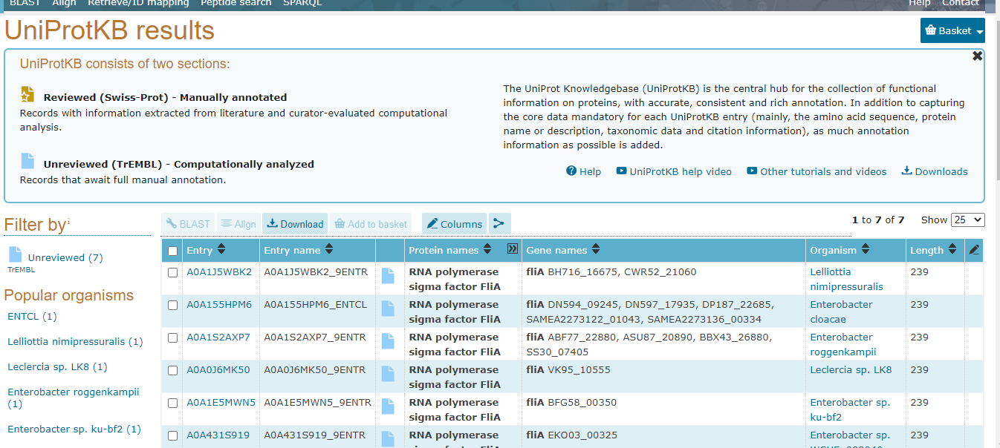 BLAST Align Retrieve/ID mapping Peptide search SPARQL Help Contact
UniProtKB results
Basket
UniProtKB consists of two sections:
Reviewed (Swiss-Prot) - Manually annotated
Records with information extracted from literature and curator-evaluated computational
analysis.
Unreviewed (TrEMBL) - Computationally analyzed
Records that await full manual annotation.
The UniProt Knowledgebase (UniProtKB) is the central hub for the collection of functional
information on proteins, with accurate, consistent and rich annotation. In addition to capturing
the core data mandatory for each UniProtKB entry (mainly, the amino acid sequence, protein
name or description, taxonomic data and citation information), as much annotation
information as possible is added.
Help UniProtKB help video Other tutorials and videos Downloads
Filter by i
Unreviewed (7)
TrEMBL
Popular organisms
ENTCL (1)
Lelliottia nimipressuralis (1)
Leclercia sp. LK8 (1)
Enterobacter roggenkampii
(1)
Enterobacter sp. ku-bf2 (1)
BLAST Align Download Add to basket Columns
1 to 7 of 7 Show 25
Entry Entry name Protein names Gene names Organism Length
A0A1J5WBK2 A0A1J5WBK2_9ENTR RNA polymerase fliA BH716_16675, CWR52_21060 Lelliottia 239
sigma factor FliA nimipressuralis
A0A155HPM6 A0A155HPM6_ENTCL RNA polymerase fliA DN594_09245, DN597_17935, DP187_22685, Enterobacter 239
sigma factor FliA SAMEA2273122_01043, SAMEA2273136_00334 cloacae
A0A1S2AXP7 A0A1S2AXP7_9ENTR RNA polymerase fliA ABF77_22880, ASU87_20890, BBX43_26880, Enterobacter 239
sigma factor FliA SS30_07405 roggenkampii
A0A0J6MK50 A0A0J6MK50_9ENTR RNA polymerase fliA VK95_10555 Leclercia sp. LK8 239
sigma factor FliA
A0A1E5MWN5 A0A1E5MWN5_9ENTR RNA polymerase fliA BFG58_00350 Enterobacter sp. 239
sigma factor FliA ku-bf2
A0A431S919 A0A431S919_9ENTR RNA polymerase fliA EKO03_00325 Enterobacter sp. 239
sigma factor FliA